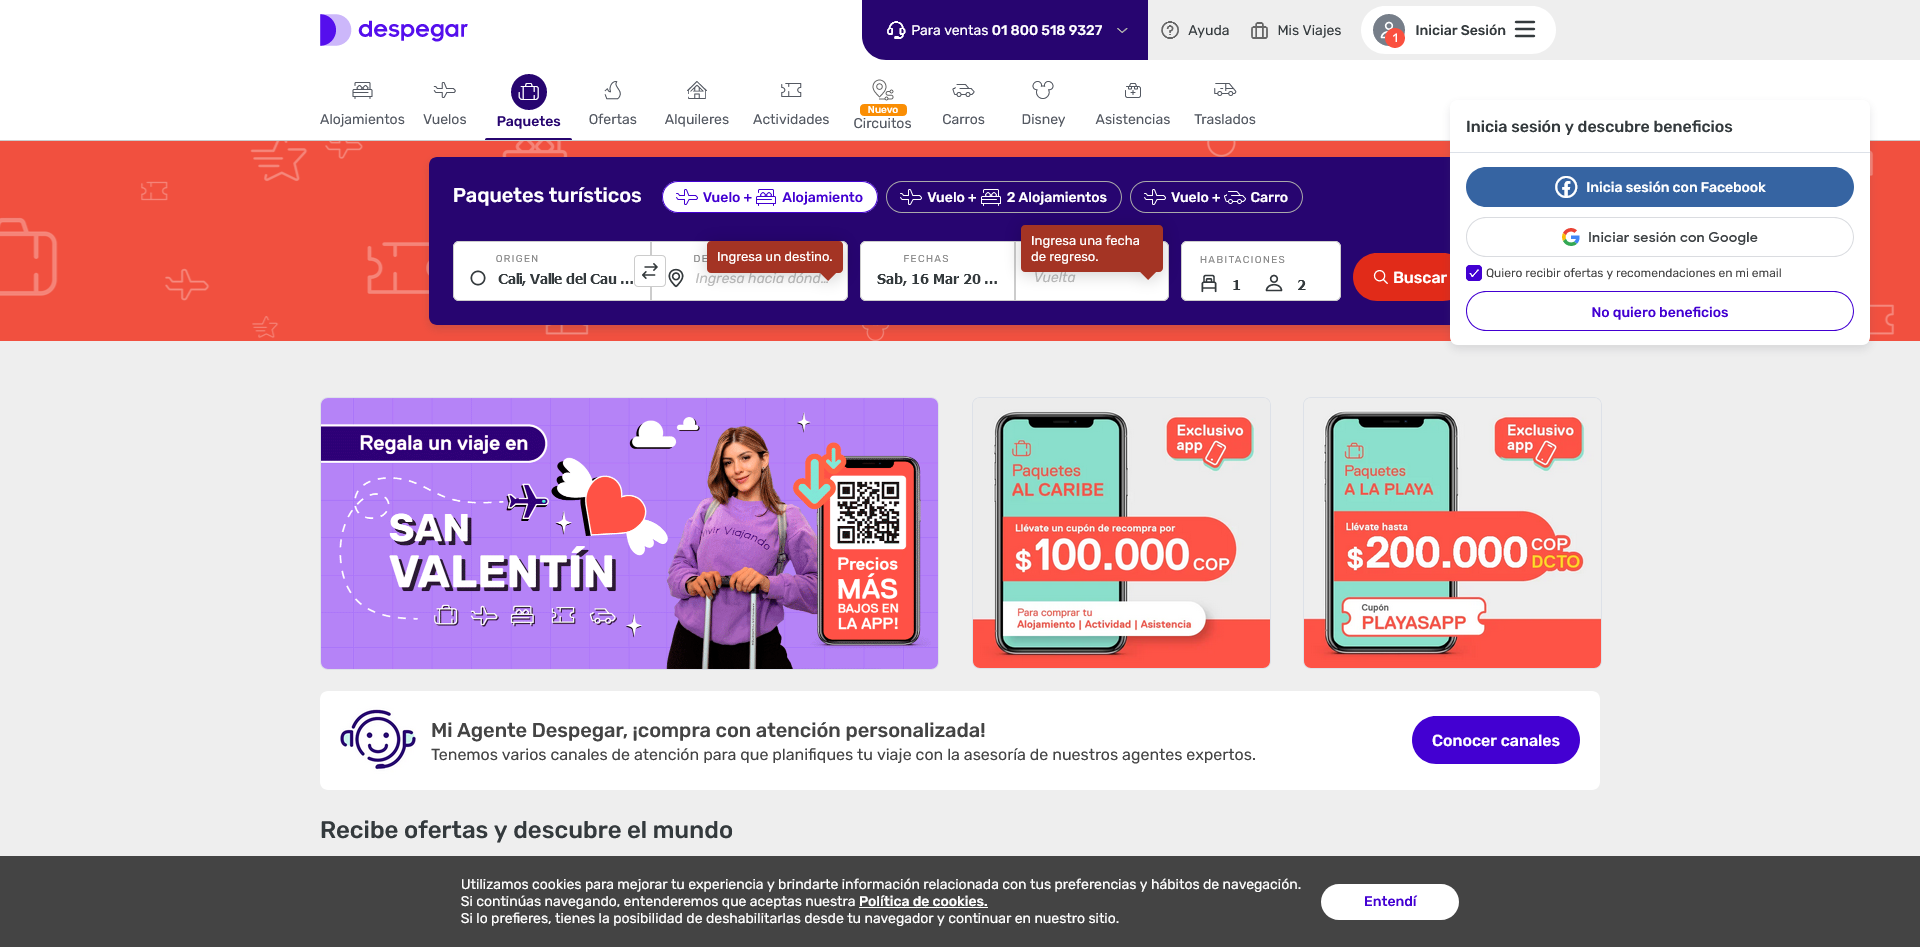 despegar
Para ventas 01 800 518 9327
Ayuda
Mis Viajes
1
Iniciar Sesión
Alojamientos
Vuelos
Paquetes
Ofertas
Alquileres
Actividades
Nuevo
Circuitos
Carros
Disney
Asistencias
Traslados
Inicia sesión y descubre beneficios
Inicia sesión con Facebook
Iniciar sesión con Google
Quiero recibir ofertas y recomendaciones en mi email
No quiero beneficios
Paquetes turísticos
Vuelo + Alojamiento
Vuelo + 2 Alojamientos
Vuelo + Carro
ORIGEN
Cali, Valle del Cau ...
DE
Ingresa un destino.
Ingresa hacia dónd...
FECHAS
Sab, 16 Mar 20 ...
Ingresa una fecha
de regreso.
Vuelta
HABITACIONES
1
2
Buscar
Regala un viaje en
SAN
VALENTÍN
Vivir Viajando
Precios
MÁS
BAJOS EN
LA APP!
Exclusivo
app
Paquetes
AL CARIBE
Llévate un cupón de recompra por
$100.000 COP
Para comprar tu
Alojamiento | Actividad | Asistencia
Exclusivo
app
Paquetes
A LA PLAYA
Llévate hasta
$200.000 COP
DCTO
Cupón
PLAYASAPP
Mi Agente Despegar, ¡compra con atención personalizada!
Tenemos varios canales de atención para que planifiques tu viaje con la asesoría de nuestros agentes expertos.
Conocer canales
Recibe ofertas y descubre el mundo
Utilizamos cookies para mejorar tu experiencia y brindarte información relacionada con tus preferencias y hábitos de navegación.
Si continúas navegando, entenderemos que aceptas nuestra Política de cookies.
Si lo prefieres, tienes la posibilidad de deshabilitarlas desde tu navegador y continuar en nuestro sitio.
Entendí